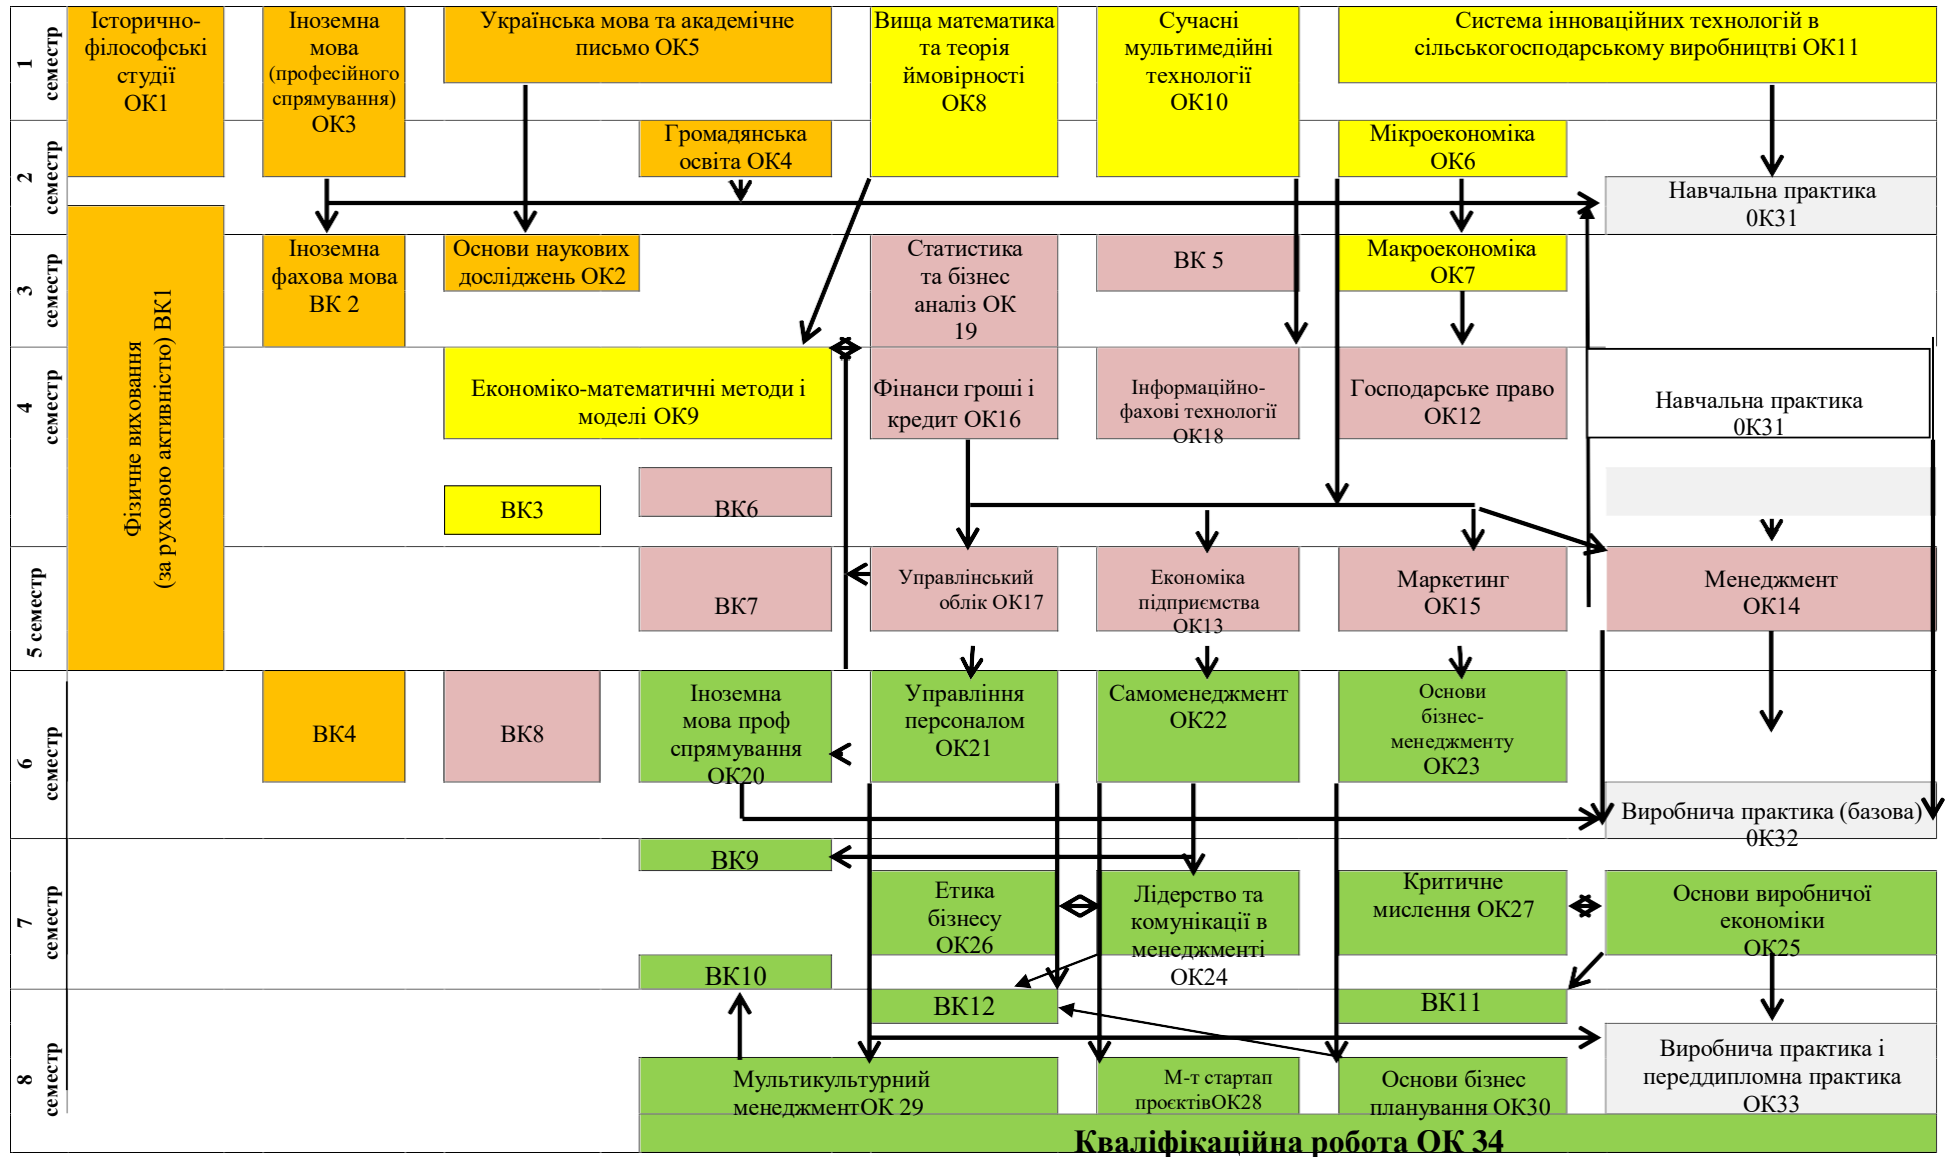 1
семестр
Історично-
філософські
студії
ОК1
Іноземна
мова
(професійного
спрямування)
ОК3
Українська мова та академічне
письмо ОК5
Вища математика
та теорія
ймовірності
ОК8
Сучасні
мультимедійні
технології
ОК10
Система інноваційних технологій в
сільськогосподарському виробництві ОК11
2
семестр
Громадянська
освіта ОК4
Мікроекономіка
ОК6
Навчальна практика
0К31
Фізичне виховання
(за руховою активністю) ВК1
3
семестр
Іноземна
фахова мова
ВК 2
Основи наукових
досліджень ОК2
Статистика
та бізнес
аналіз ОК
19
ВК 5
Макроекономіка
ОК7
4
семестр
Економіко-математичні методи і
моделі ОК9
Фінанси гроші і
кредит ОК16
Інформаційно-
фахові технології
ОК18
Господарське право
ОК12
Навчальна практика
0К31
ВК3
ВК6
5 семестр
ВК7
Управлінський
облік ОК17
Економіка
підприємства
ОК13
Маркетинг
ОК15
Менеджмент
ОК14
6
семестр
ВК4
ВК8
Іноземна
мова проф
спрямування
ОК20
Управління
персоналом
ОК21
Самоменеджмент
ОК22
Основи
бізнес-
менеджменту
ОК23
Виробнича практика (базова)
0К32
7
семестр
ВК9
Етика
бізнесу
ОК26
Лідерство та
комунікації в
менеджменті
ОК24
Критичне
мислення ОК27
Основи виробничої
економіки
ОК25
ВК10
8
семестр
ВК12
ВК11
Виробнича практика і
переддипломна практика
ОК33
Мультикультурний
менеджментОК 29
М-т стартап
проєктівОК28
Основи бізнес
планування ОК30
Кваліфікаційна робота ОК 34